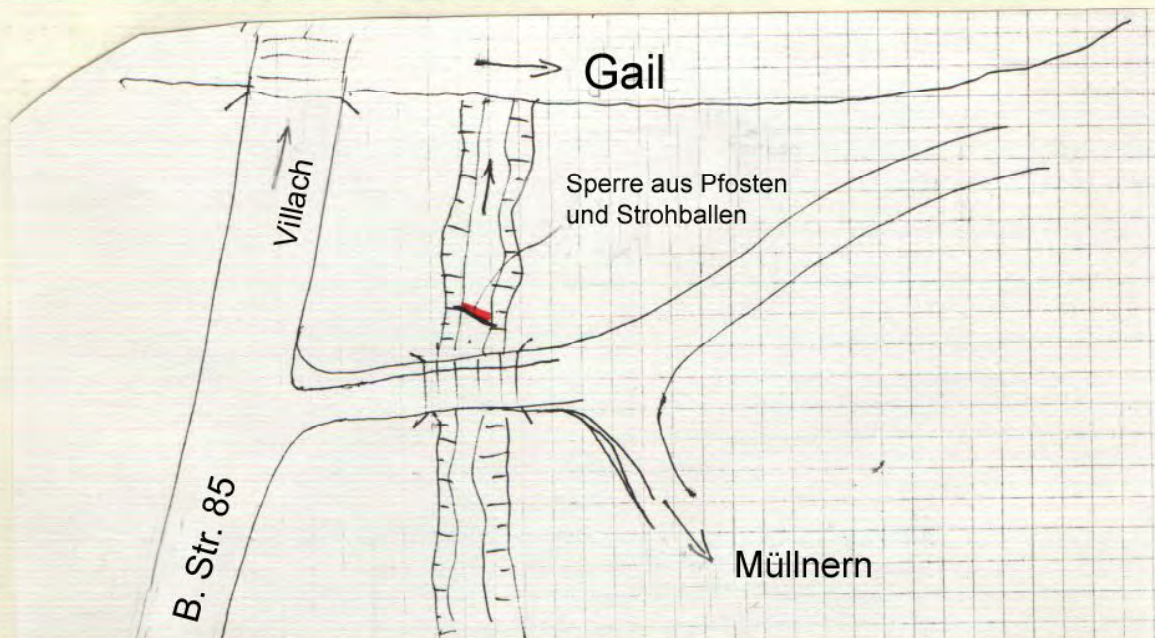 Gail
Villach
Sperre aus Pfosten
und Strohballen
B. Str. 85
Müllnern